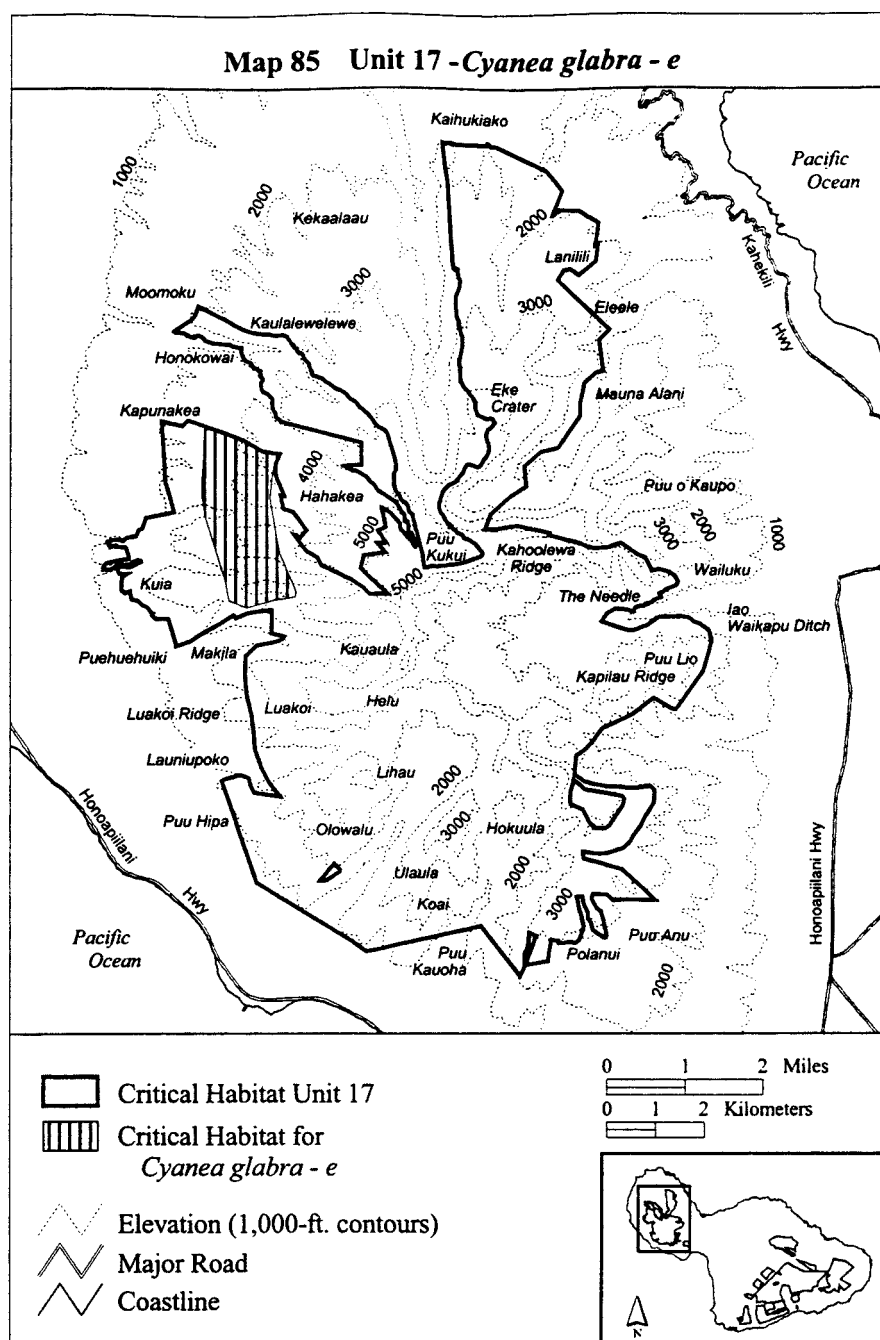 Map 85 Unit 17 - Cyanea glabra - e
Kaihukiako
Pacific
Ocean
1000
2000
Kekaalaau
2000
Lanilili
Kahekili
Hwy
3000
Moomoku
Kaulalewelewe
3000
Eleele
Honokowai
Eke
Crater
Mauna Alani
Kapunakea
4000
Hahakea
Puu o Kaupo
5000
Puu
Kukui
Kahoolewa
Ridge
3000
2000
1000
Wailuku
5000
Kuia
The Needle
Iao
Waikapu Ditch
Puehuehuiki
Makila
Kauaula
Puu Lio
Kapilau Ridge
Luakoi Ridge
Luakoi
Helu
Launiupoko
Lihau
2000
Puu Hipa
Olowalu
3000
Hokuula
Honoapiilani
Hwy
Ulaula
2000
Koai
3000
Honoapiilani Hwy
Pacific
Ocean
Puu
Kauoha
Polanui
Puu Anu
2000
Critical Habitat Unit 17
Critical Habitat for
Cyanea glabra - e
Elevation (1,000-ft. contours)
Major Road
Coastline
0 1 2 Miles
0 1 2 Kilometers
N